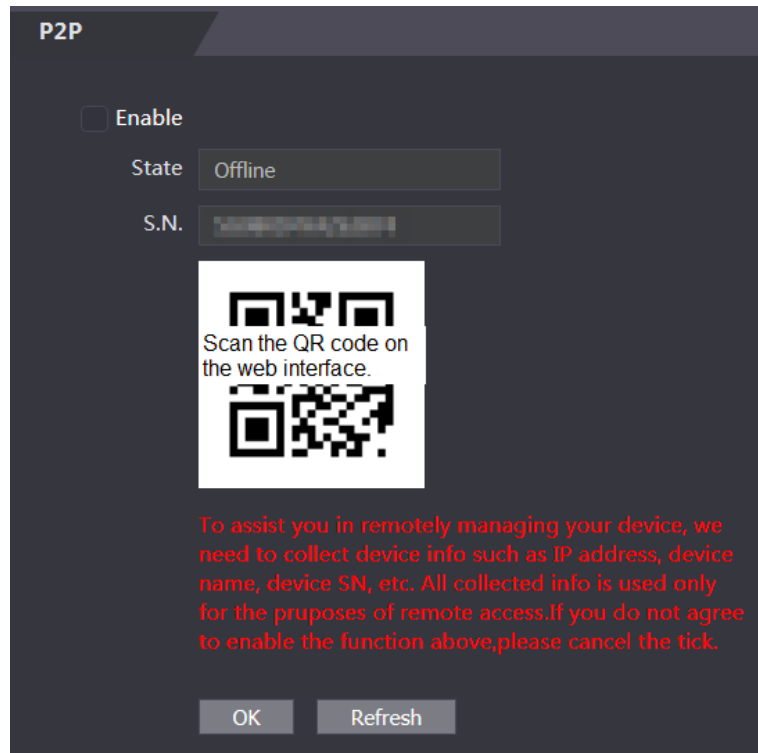 P2P
Enable
State Offline
S.N.
Scan the QR code on
the web interface.
To assist you in remotely managing your device, we
need to collect device info such as IP address, device
name, device SN, etc. All collected info is used only
for the pruposes of remote access.If you do not agree
to enable the function above,please cancel the tick.
OK Refresh